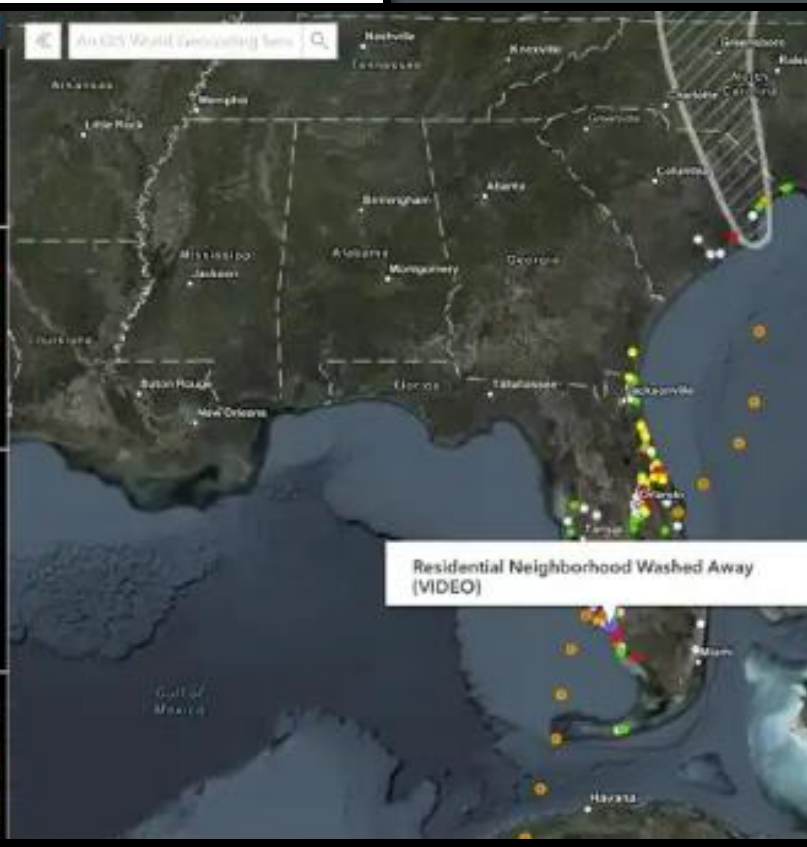 ArcGIS World Geocoding Serv
Nashville
Tennessee
Knoxville
Greensboro
Arkansas
North
Carolina
Charlotte
Memphis
Little Rock
Greenville
Columbia
Atlanta
Birmingham
Mississippi
Alabama
Georgia
Jackson
Montgomery
Louisiana
Baton Rouge
Florida
Tallahassee
Jacksonville
New Orleans
Orlando
Tampa
Residential Neighborhood Washed Away
(VIDEO)
Miami
Gulf of
Mexico
Havana